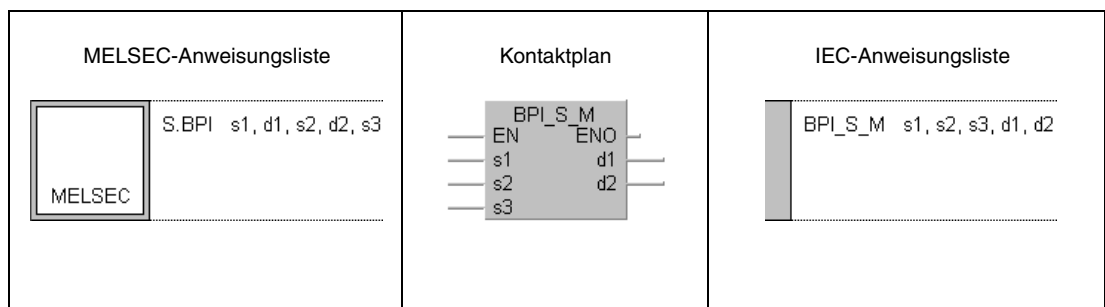 MELSEC-Anweisungsliste
Kontaktplan
IEC-Anweisungsliste
MELSEC
S.BPI s1, d1, s2, d2, s3
BPI_S_M
EN ENO
s1 d1
s2 d2
s3
BPI_S_M s1, s2, s3, d1, d2